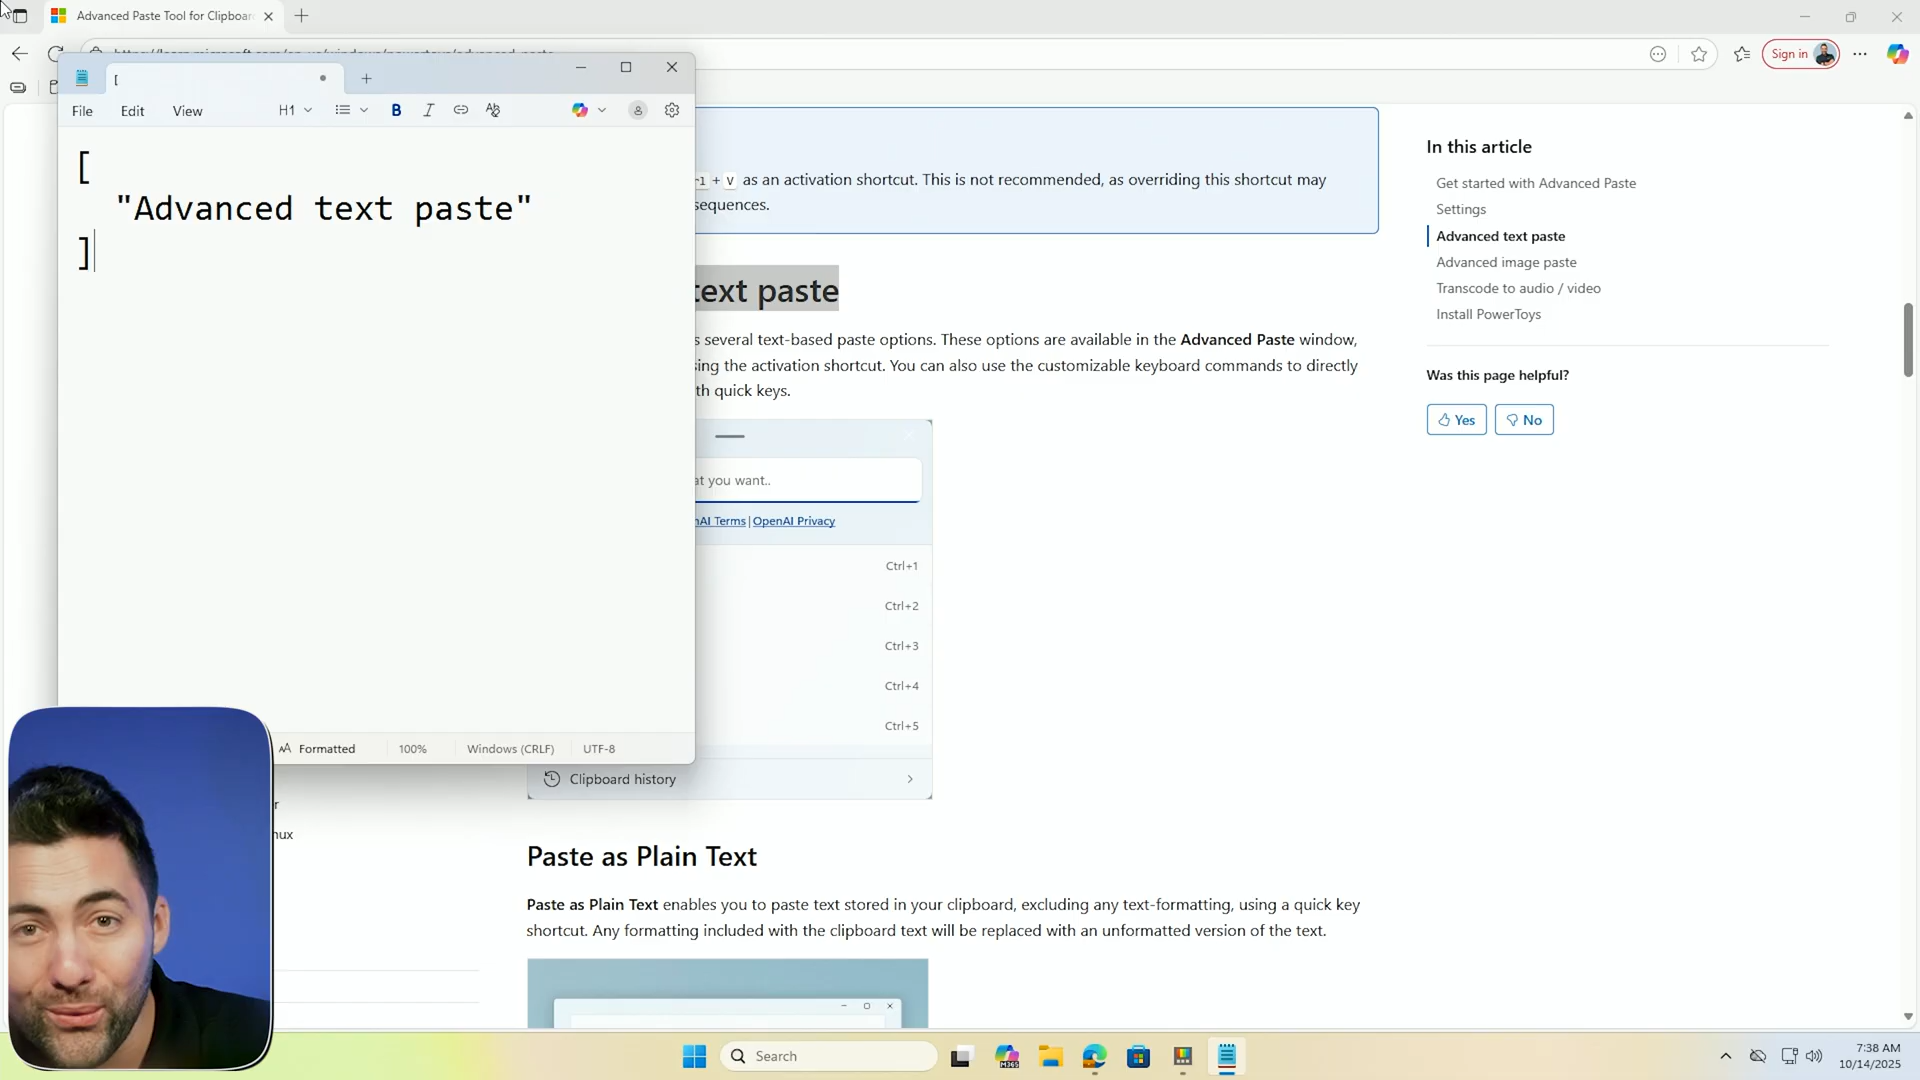 Advanced Paste Tool for Clipboar
Sign in
[
File
Edit
View
H1
B
I
[
"Advanced text paste"
]
Formatted
100%
Windows (CRLF)
UTF-8
+ V as an activation shortcut. This is not recommended, as overriding this shortcut may
sequences.
text paste
s several text-based paste options. These options are available in the Advanced Paste window,
ing the activation shortcut. You can also use the customizable keyboard commands to directly
th quick keys.
at you want..
nAI Terms | OpenAI Privacy
Ctrl+1
Ctrl+2
Ctrl+3
Ctrl+4
Ctrl+5
Clipboard history
Paste as Plain Text
Paste as Plain Text enables you to paste text stored in your clipboard, excluding any text-formatting, using a quick key
shortcut. Any formatting included with the clipboard text will be replaced with an unformatted version of the text.
In this article
Get started with Advanced Paste
Settings
Advanced text paste
Advanced image paste
Transcode to audio / video
Install PowerToys
Was this page helpful?
Yes
No
r
nux
Search
M365
7:38 AM
10/14/2025